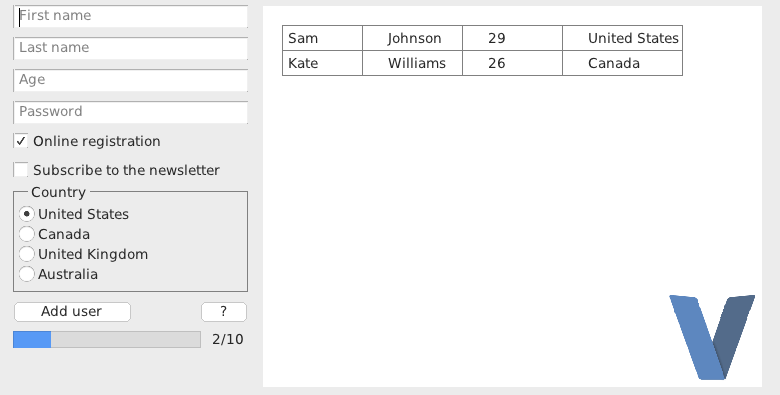 First name
Last name
Age
Password
Online registration
Subscribe to the newsletter
Country
United States
Canada
United Kingdom
Australia
Add user ?
2/10
Sam Johnson 29 United States
Kate Williams 26 Canada